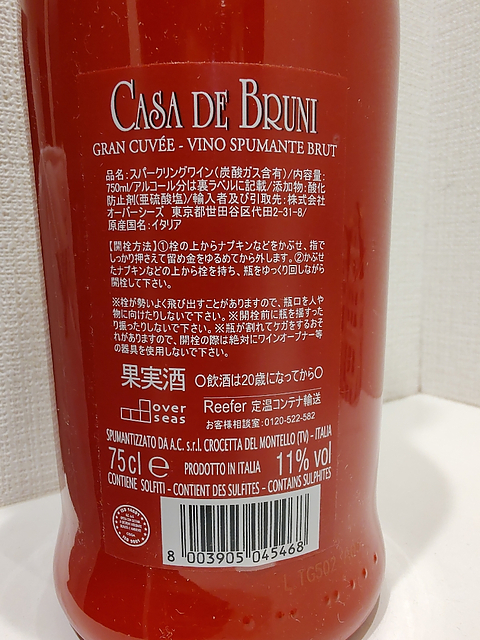 CASA DE BRUNI
GRAN CUVÉE - VINO SPUMANTE BRUT
品名:スパークリングワイン(炭酸ガス含有)/内容量:
750ml/アルコール分は裏ラベルに記載/添加物:酸化
防止剤(亜硫酸塩)/輸入者及び引取先:株式会社
オーバーシーズ 東京都世田谷区代田2-31-8/
原産国名:イタリア
【開栓方法】①栓の上からナプキンなどをかぶせ、指で
しっかり押さえて留め金をゆるめてから外します。②かぶせ
たナプキンなどの上から栓を持ち、瓶をゆっくり回しながら
開栓して下さい。
※栓が勢いよく飛び出すことがありますので、瓶口を人や
物に向けたりしないで下さい。※開栓前に瓶を揺すった
り振ったりしないで下さい。※瓶が割れてケガをするおそ
れがありますので、開栓の際は絶対にワインオープナー等
の器具を使用しないで下さい。
果実酒 〇飲酒は20歳になってから〇
over seas
Reefer 定温コンテナ輸送
お客様相談室:0120-522-582
SPUMANTIZZATO DA A.C. s.r.l. CROCETTA DEL MONTELLO (TV) - ITALIA
75cl e PRODOTTO IN ITALIA 11% vol
CONTIENE SOLFITI - CONTIENT DES SULFITES - CONTAINS SULPHITES
8 003905 045468